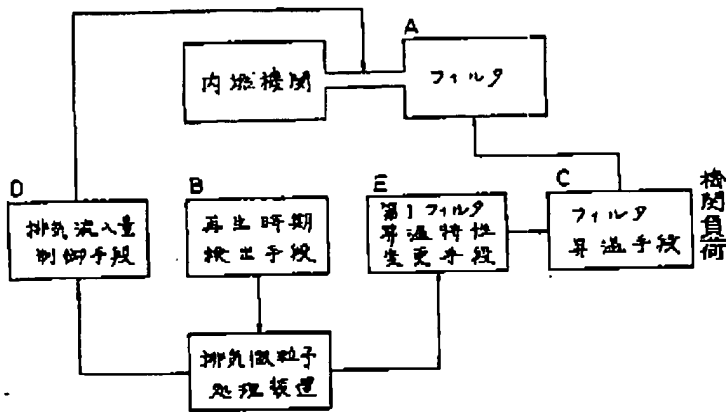 A
内燃機関
フィルタ
D
排気流入量
制御手段
B
再生時期
検出手段
E
第1フィルタ
昇温特性
変更手段
C
フィルタ
昇温手段
機関負荷
排気微粒子
処理装置